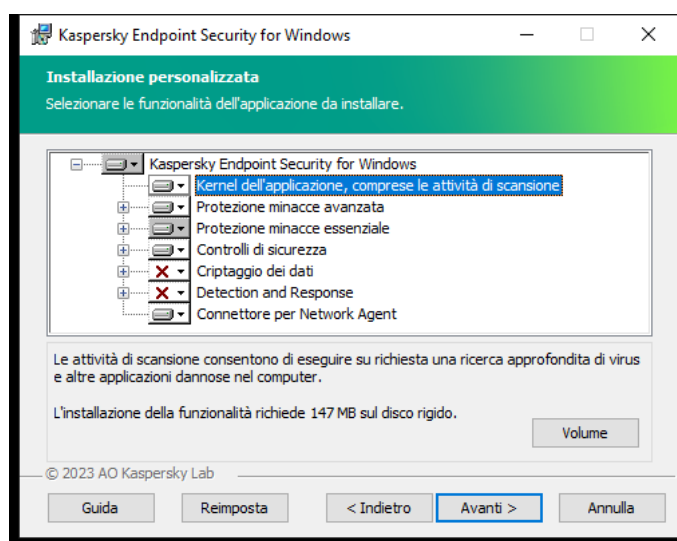 Kaspersky Endpoint Security for Windows
Installazione personalizzata
Selezionare le funzionalità dell'applicazione da installare.
Kaspersky Endpoint Security for Windows
Kernel dell'applicazione, comprese le attività di scansione
Protezione minacce avanzata
Protezione minacce essenziale
Controlli di sicurezza
Criptaggio dei dati
Detection and Response
Connettore per Network Agent
Le attività di scansione consentono di eseguire su richiesta una ricerca approfondita di virus
e altre applicazioni dannose nel computer.
L'installazione della funzionalità richiede 147 MB sul disco rigido.
Volume
© 2023 AO Kaspersky Lab
Guida Reimposta < Indietro Avanti > Annulla